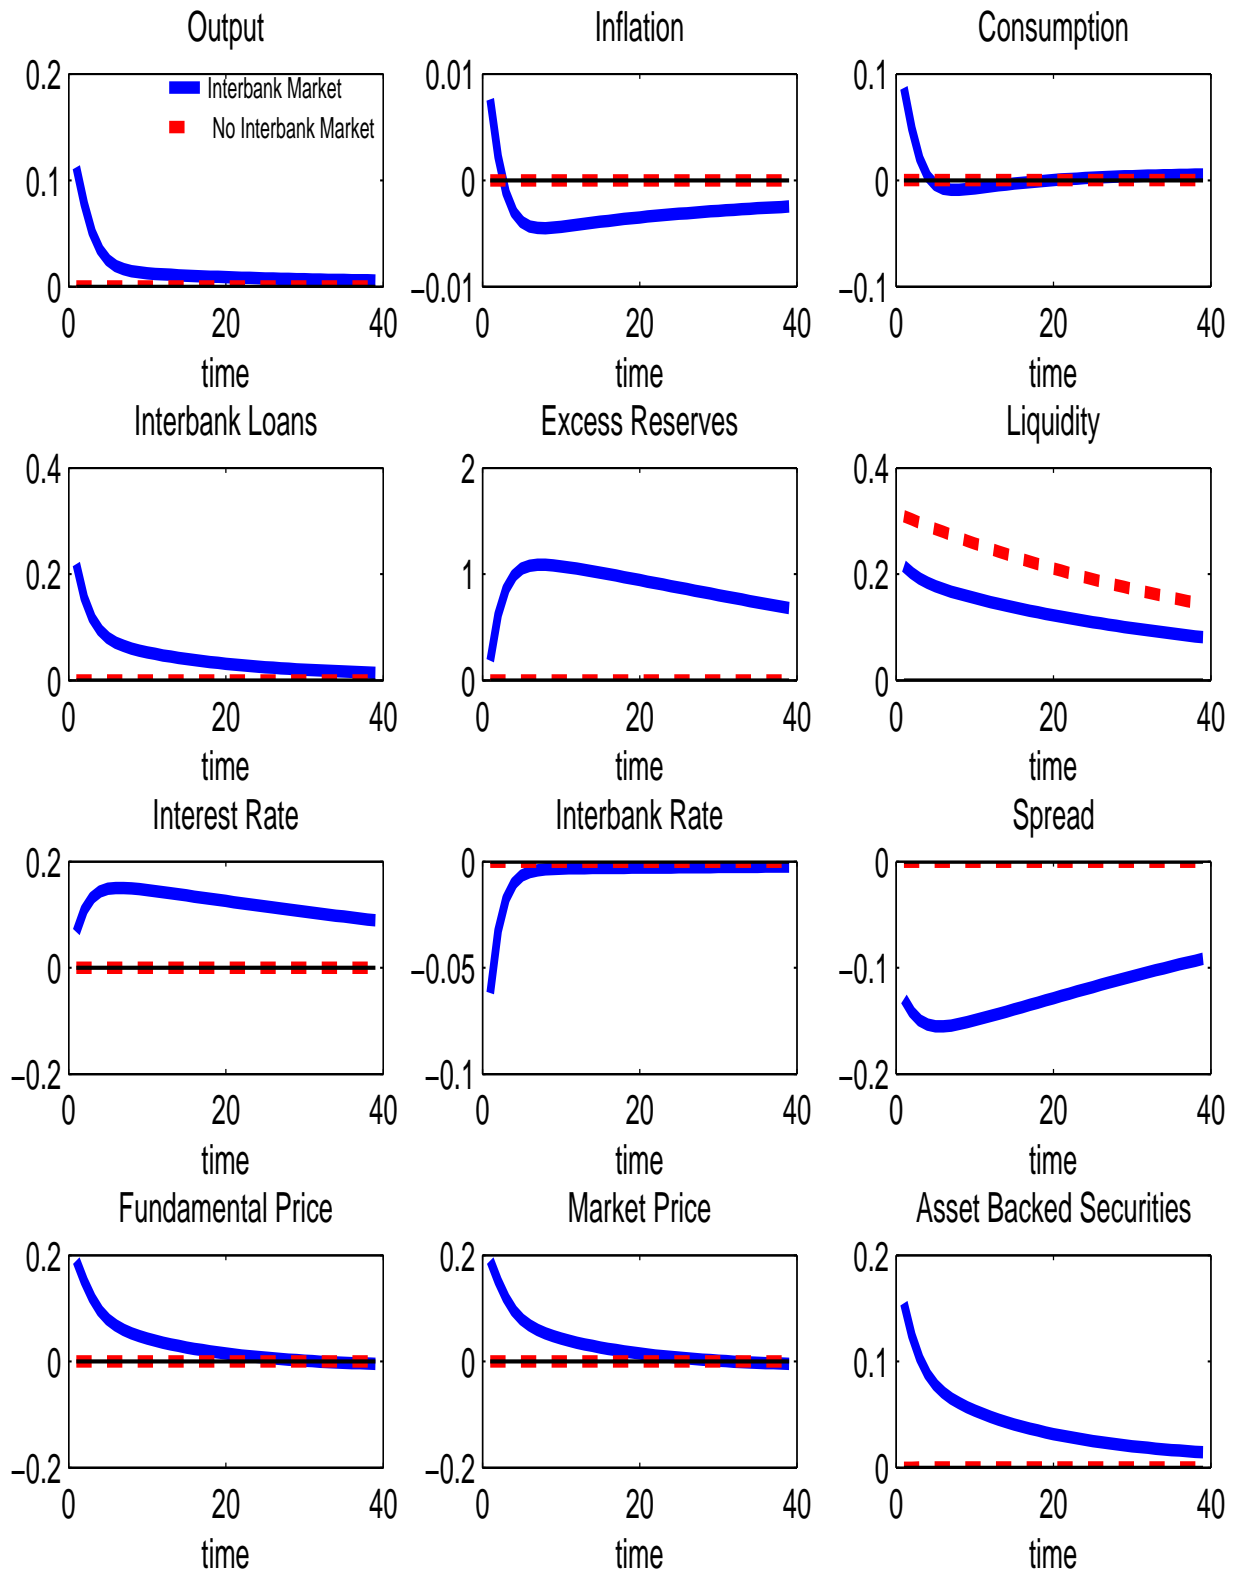 Output Inflation Consumption
0.2 0.01 0.1
Interbank Market
No Interbank Market
0.1 0 0
0 −0.01 −0.1
0 20 40 0 20 40 0 20 40
time time time
Interbank Loans Excess Reserves Liquidity
0.4 2 0.4
0.2 1 0.2
0 0 0
0 20 40 0 20 40 0 20 40
time time time
Interest Rate Interbank Rate Spread
0.2 0 0
0 −0.05 −0.1
−0.2 −0.1 −0.2
0 20 40 0 20 40 0 20 40
time time time
Fundamental Price Market Price Asset Backed Securities
0.2 0.2 0.2
0 0 0.1
−0.2 −0.2 0
0 20 40 0 20 40 0 20 40
time time time